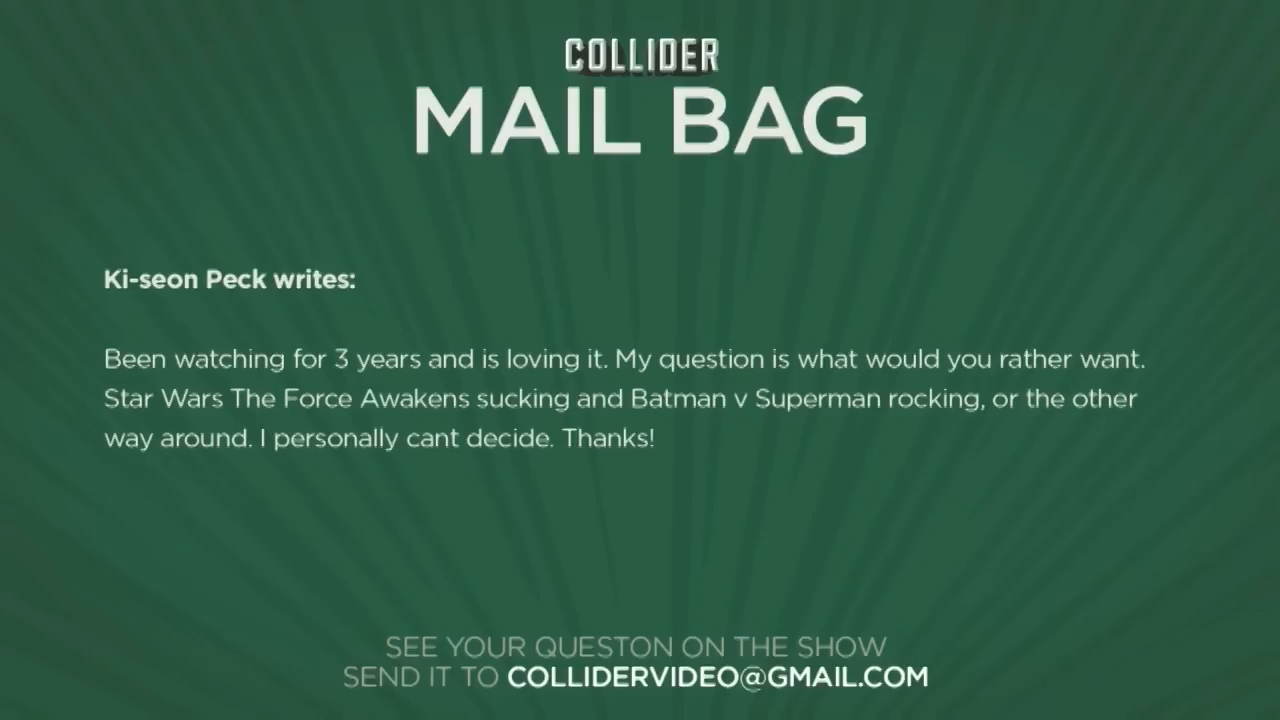 COLLIDER
MAIL BAG
Ki-seon Peck writes:
Been watching for 3 years and is loving it. My question is what would you rather want.
Star Wars The Force Awakens sucking and Batman v Superman rocking, or the other
way around. I personally cant decide. Thanks!
SEE YOUR QUESTON ON THE SHOW
SEND IT TO COLLIDERVIDEO@GMAIL.COM